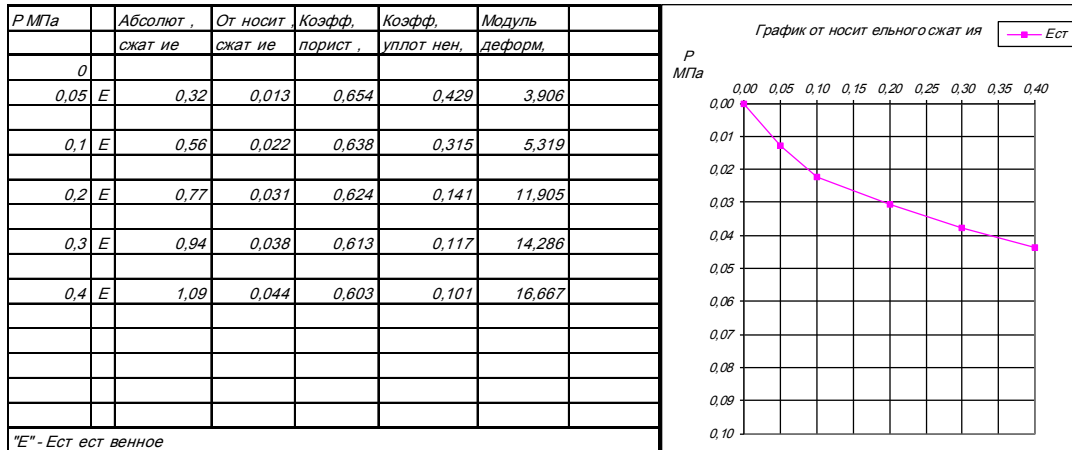 Р МПа Абсолют , От носит , Коэфф, Коэфф, Модуль
сжат ие сжат ие порист , уплот нен, деформ,
0
0,05 Е 0,32 0,013 0,654 0,429 3,906
0,1 Е 0,56 0,022 0,638 0,315 5,319
0,2 Е 0,77 0,031 0,624 0,141 11,905
0,3 Е 0,94 0,038 0,613 0,117 14,286
0,4 Е 1,09 0,044 0,603 0,101 16,667
"Е" - Ест ест венное
График от носит ельного сжат ия
Ест
Р
МПа
0,00 0,05 0,10 0,15 0,20 0,25 0,30 0,35 0,40
0,00
0,01
0,02
0,03
0,04
0,05
0,06
0,07
0,08
0,09
0,10